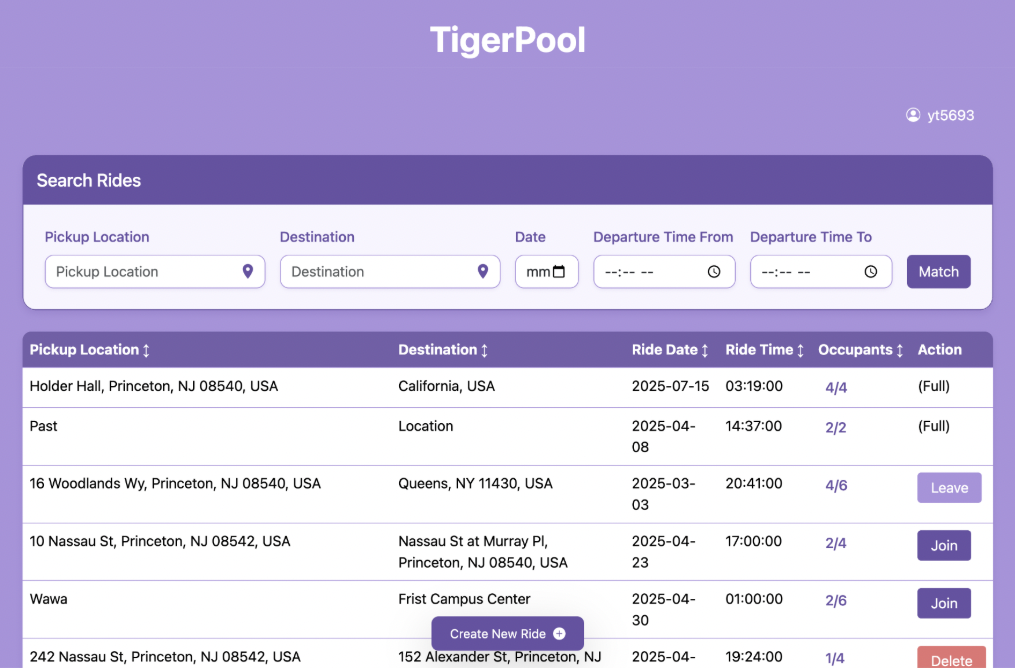 TigerPool
yt5693
Search Rides
Pickup Location Destination Date Departure Time From Departure Time To
Pickup Location Destination mm --:-- -- --:-- -- Match
Pickup Location Destination Ride Date Ride Time Occupants Action
Holder Hall, Princeton, NJ 08540, USA California, USA 2025-07-15 03:19:00 4/4 (Full)
Past Location 2025-04- 14:37:00 2/2 (Full)
08
16 Woodlands Wy, Princeton, NJ 08540, USA Queens, NY 11430, USA 2025-03- 20:41:00 4/6 Leave
03
10 Nassau St, Princeton, NJ 08542, USA Nassau St at Murray Pl, 2025-04- 17:00:00 2/4 Join
Princeton, NJ 08540, USA 23
Wawa Frist Campus Center 2025-04- 01:00:00 2/6 Join
30
Create New Ride
242 Nassau St, Princeton, NJ 08542, USA 152 Alexander St, Princeton, NJ 2025-04- 19:24:00 1/4 Delete